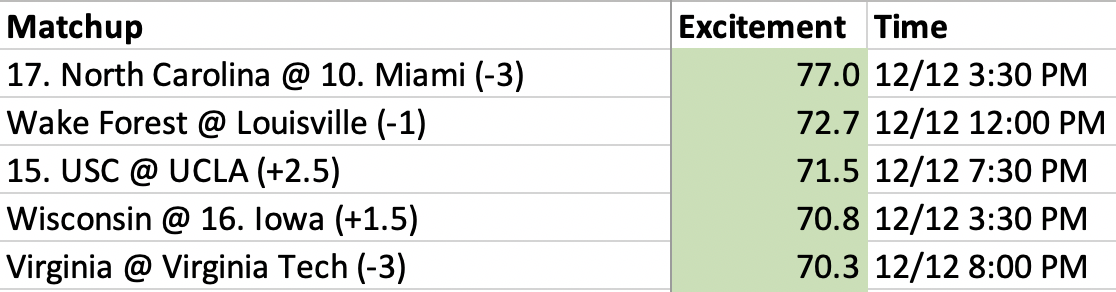 Matchup Excitement Time
17. North Carolina @ 10. Miami (-3) 77.0 12/12 3:30 PM
Wake Forest @ Louisville (-1) 72.7 12/12 12:00 PM
15. USC @ UCLA (+2.5) 71.5 12/12 7:30 PM
Wisconsin @ 16. Iowa (+1.5) 70.8 12/12 3:30 PM
Virginia @ Virginia Tech (-3) 70.3 12/12 8:00 PM